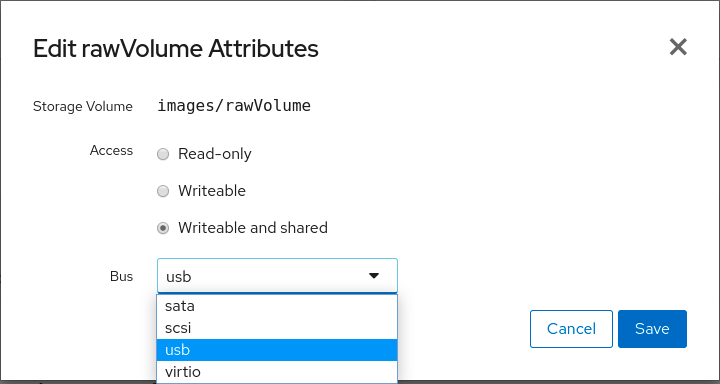 Edit rawVolume Attributes
Storage Volume images/rawVolume
Access Read-only
Writeable
Writeable and shared
Bus usb
sata
scsi
usb
virtio
Cancel Save